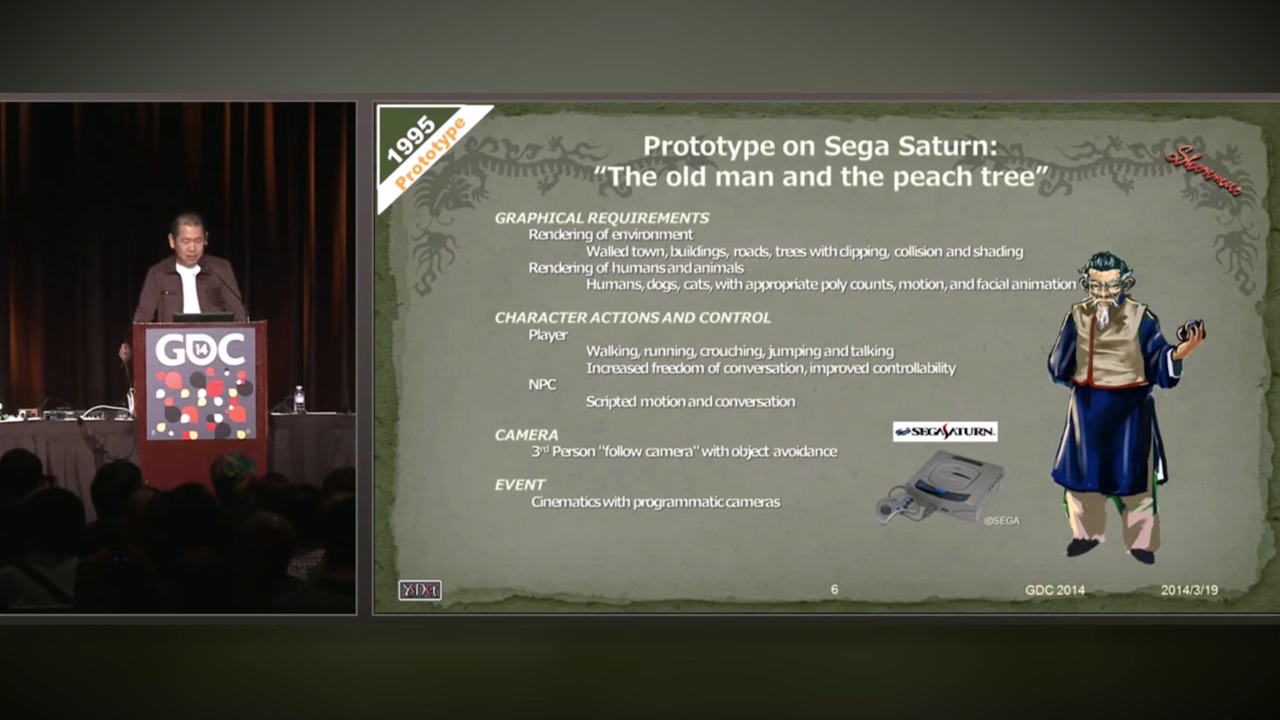 GDC
14
1995
Prototype
Prototype on Sega Saturn:
“The old man and the peach tree”
Shenmue
GRAPHICAL REQUIREMENTS
Rendering of environment
Walled town, buildings, roads, trees with clipping, collision and shading
Rendering of humans and animals
Humans, dogs, cats, with appropriate poly counts, motion, and facial animation
CHARACTER ACTIONS AND CONTROL
Player
Walking, running, crouching, jumping and talking
Increased freedom of conversation, improved controllability
NPC
Scripted motion and conversation
CAMERA
3rd Person "follow camera" with object avoidance
EVENT
Cinematics with programmatic cameras
SEGA SATURN
©SEGA
YSNet
6
GDC 2014
2014/3/19